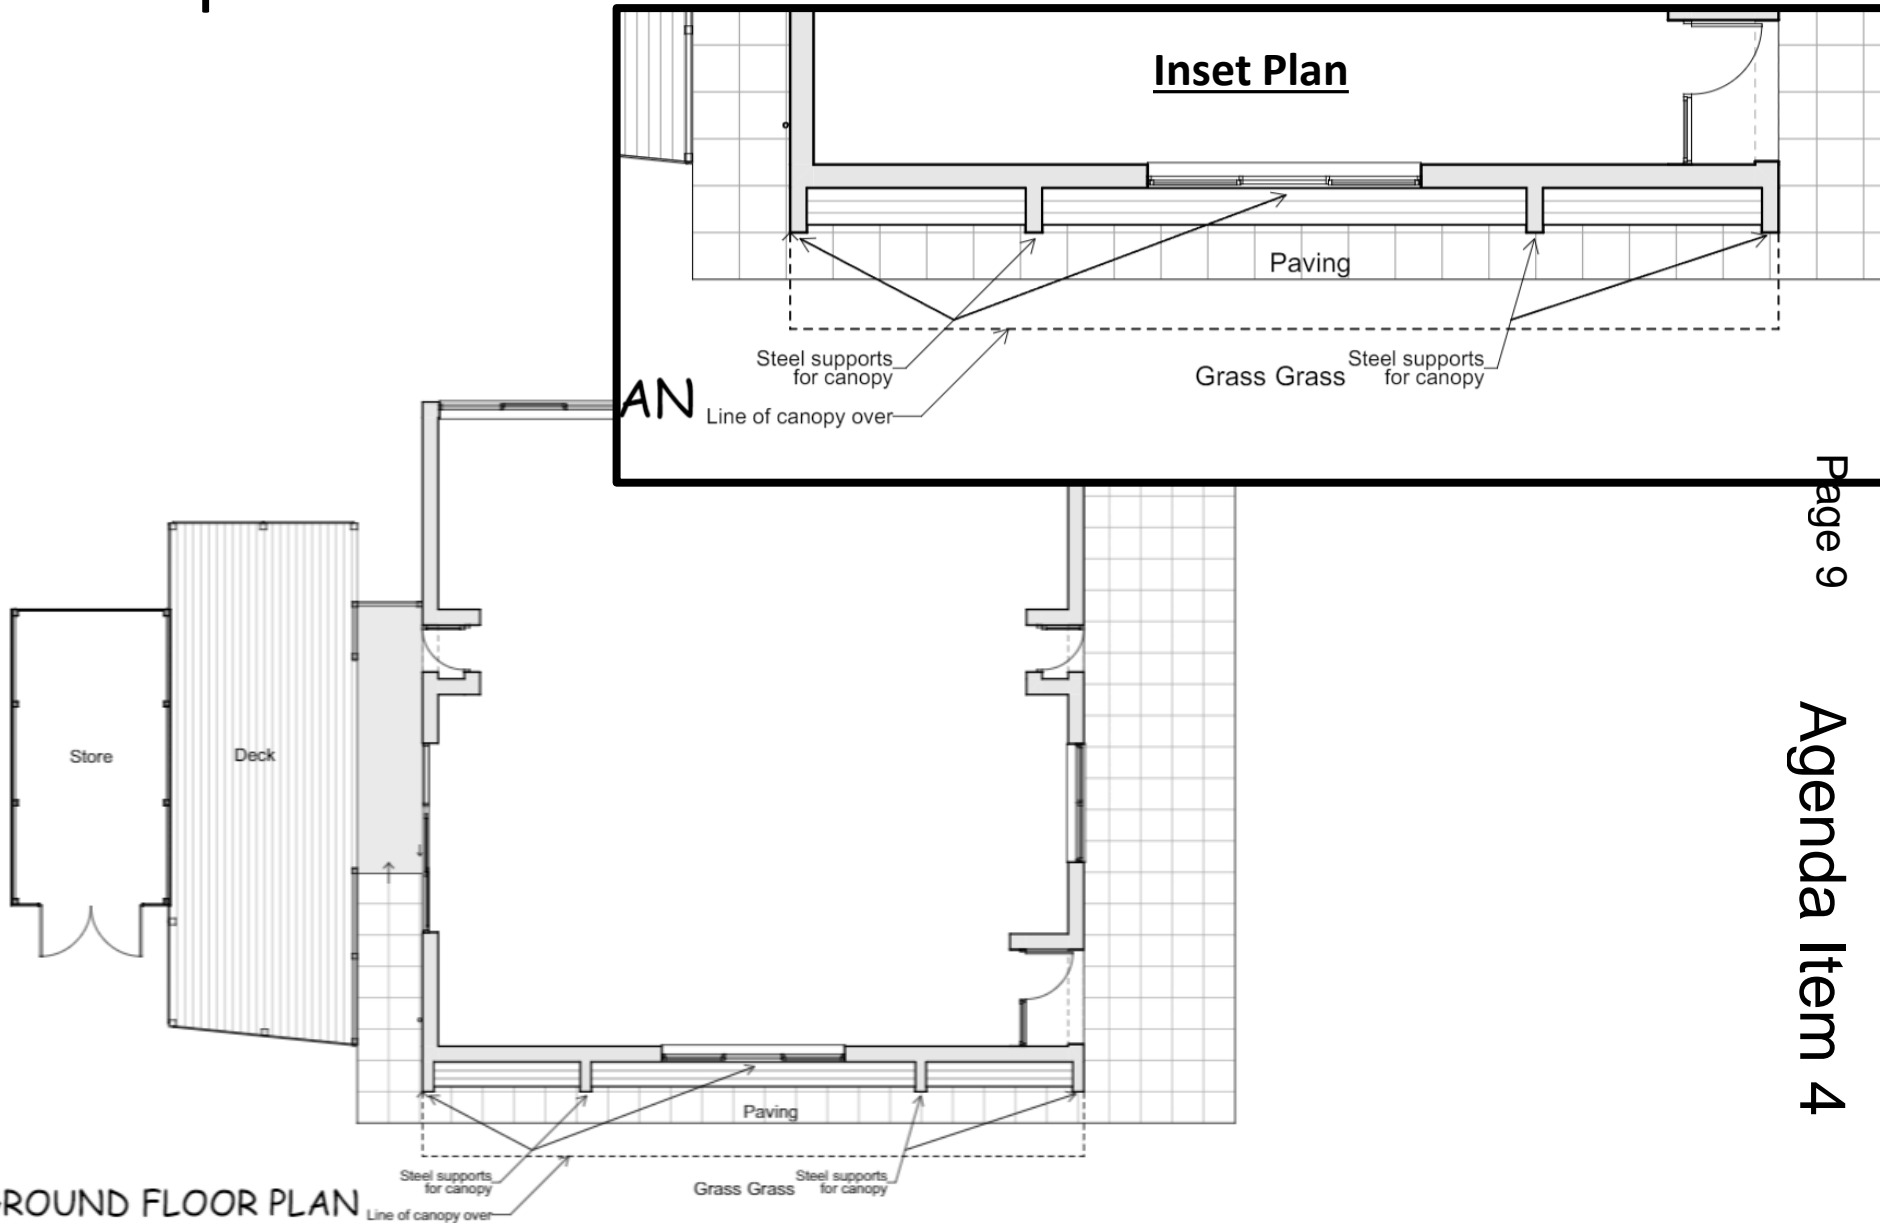 Inset Plan
Paving
Steel supports
for canopy
Grass Grass
Steel supports
for canopy
AN
Line of canopy over
Page 9
Agenda Item 4
Store
Deck
Paving
Steel supports
for canopy
Grass Grass
Steel supports
for canopy
ROUND FLOOR PLAN
Line of canopy over